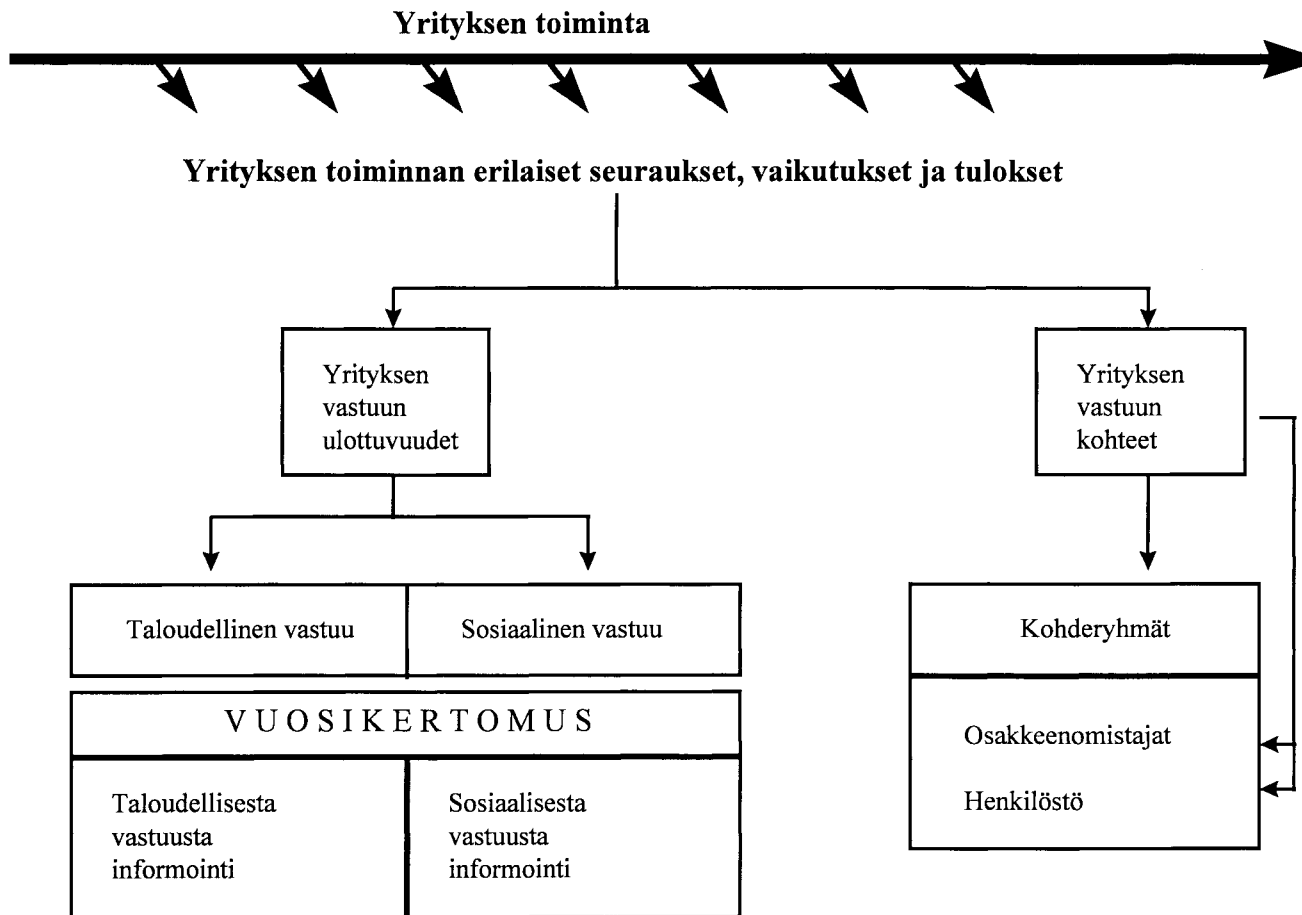 Yrityksen toiminta
Yrityksen toiminnan erilaiset seuraukset, vaikutukset ja tulokset
Yrityksen
vastuun
ulottuvuudet
Yrityksen
vastuun
kohteet
Taloudellinen vastuu
Sosiaalinen vastuu
Kohderyhmät
VUOSIKERTOMUS
Taloudellisesta
vastuusta
informointi
Sosiaalisesta
vastuusta
informointi
Osakkeenomistajat
Henkilöstö